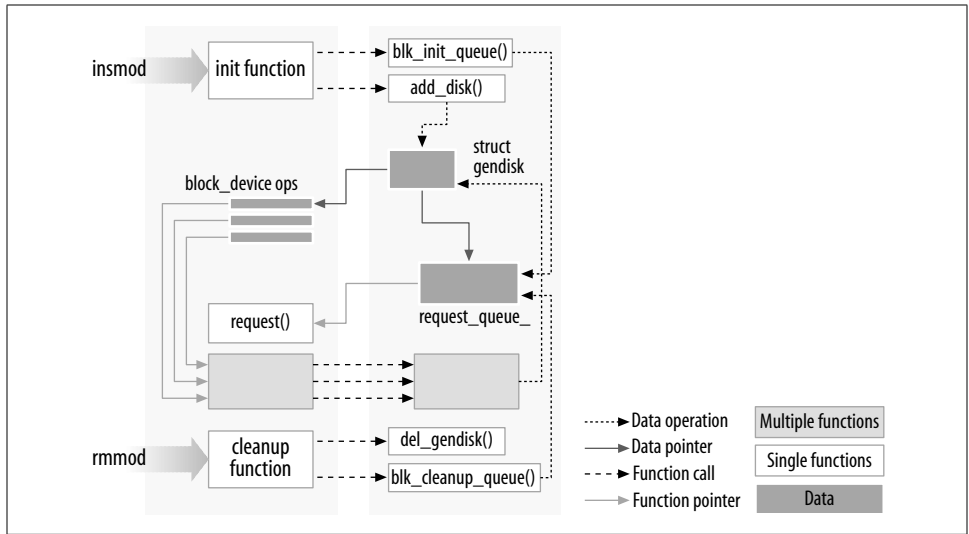 insmod
init function
blk_init_queue()
add_disk()
struct
gendisk
block_device ops
request()
request_queue_
rmmod
cleanup
function
del_gendisk()
blk_cleanup_queue()
Data operation
Data pointer
Function call
Function pointer
Multiple functions
Single functions
Data